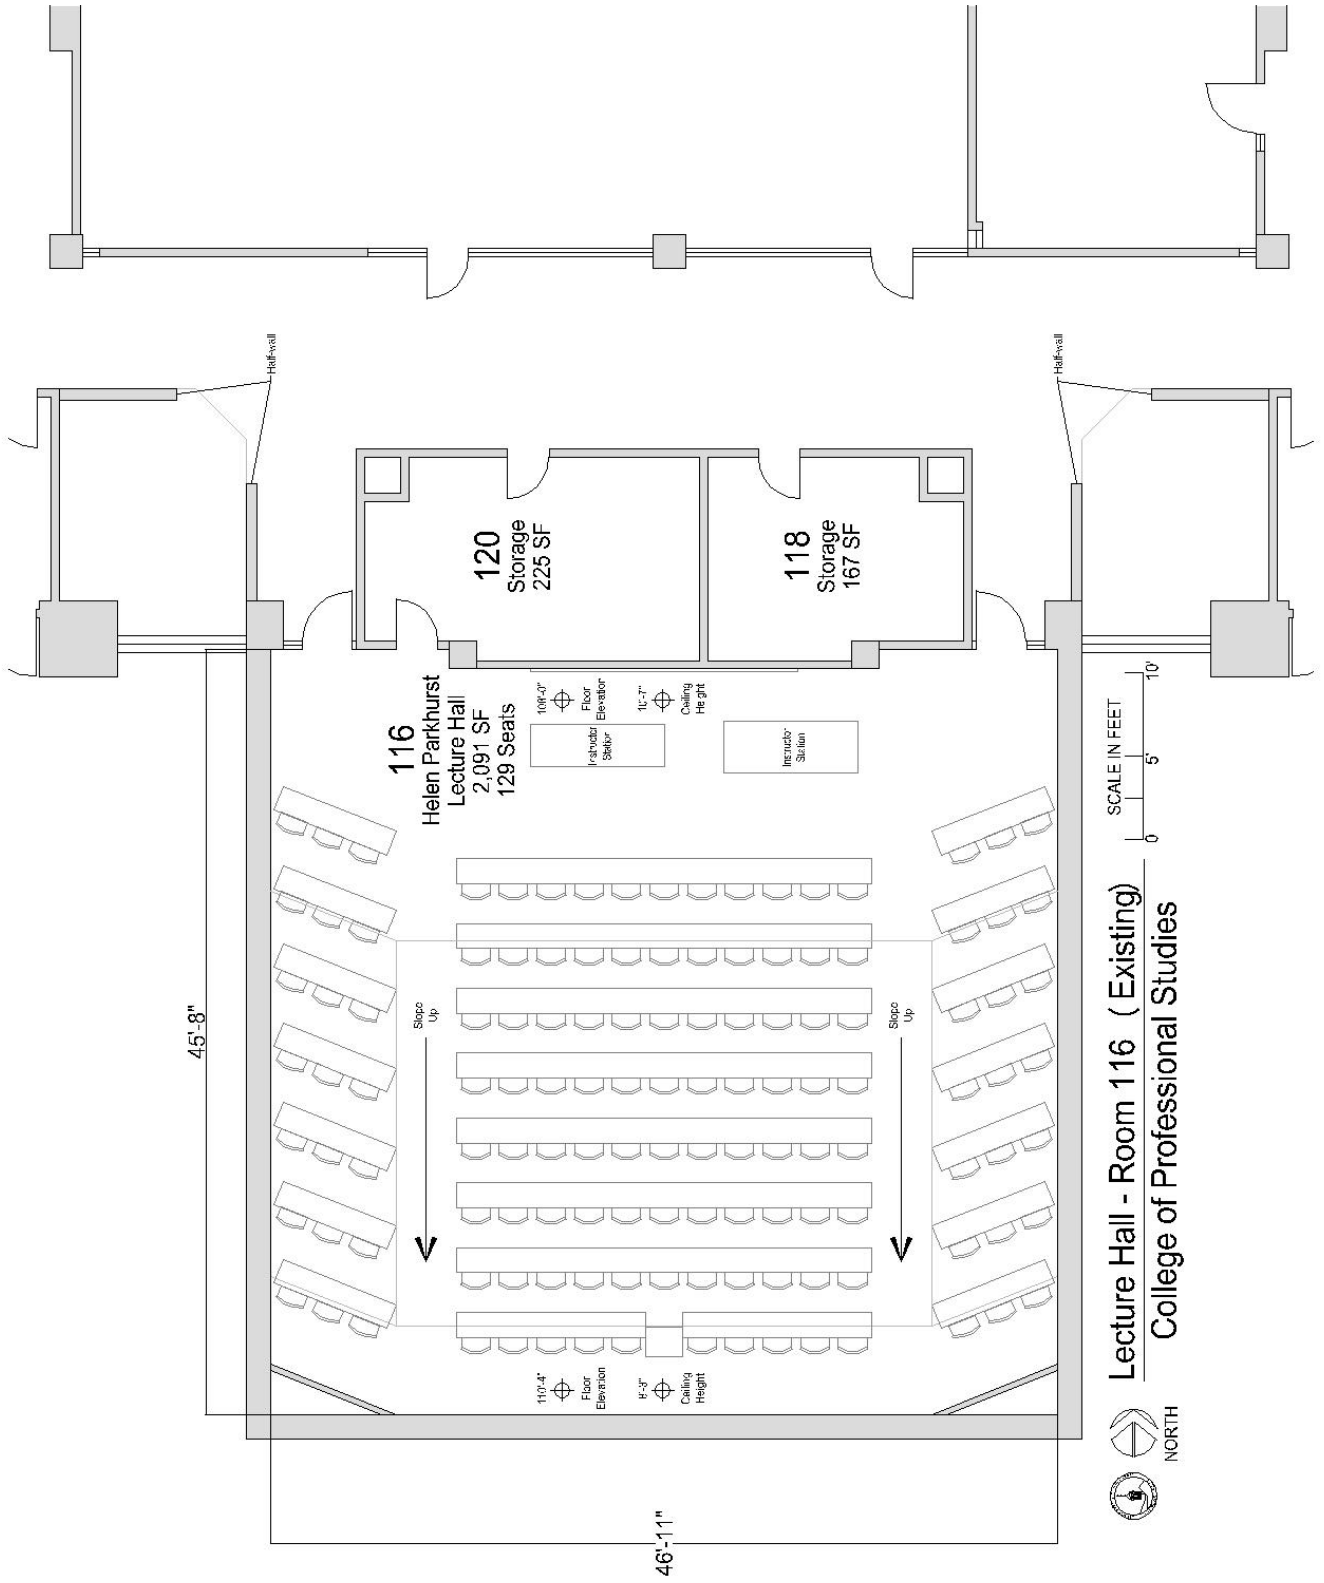 Half-wall
Half-wall
120
Storage
225 SF
118
Storage
167 SF
116
Helen Parkhurst
Lecture Hall
2,091 SF
129 Seats
Floor
Elevation
Ceiling
Height
Instructor
Station
Instructor
Station
45'-8"
Slope
Up
Slope
Up
110'-4"
Floor
Elevation
Ceiling
Height
46'-11"
SCALE IN FEET
0
5'
10'
Lecture Hall - Room 116 (Existing)
College of Professional Studies
NORTH